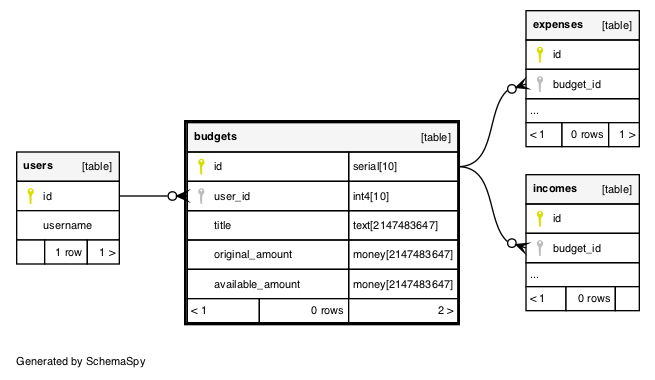 users [table]
id
username
1 row 1 >
budgets [table]
id serial[10]
user_id int4[10]
title text[2147483647]
original_amount money[2147483647]
available_amount money[2147483647]
< 1 0 rows 2 >
expenses [table]
id
budget_id
...
< 1 0 rows 1 >
incomes [table]
id
budget_id
...
< 1 0 rows
Generated by SchemaSpy